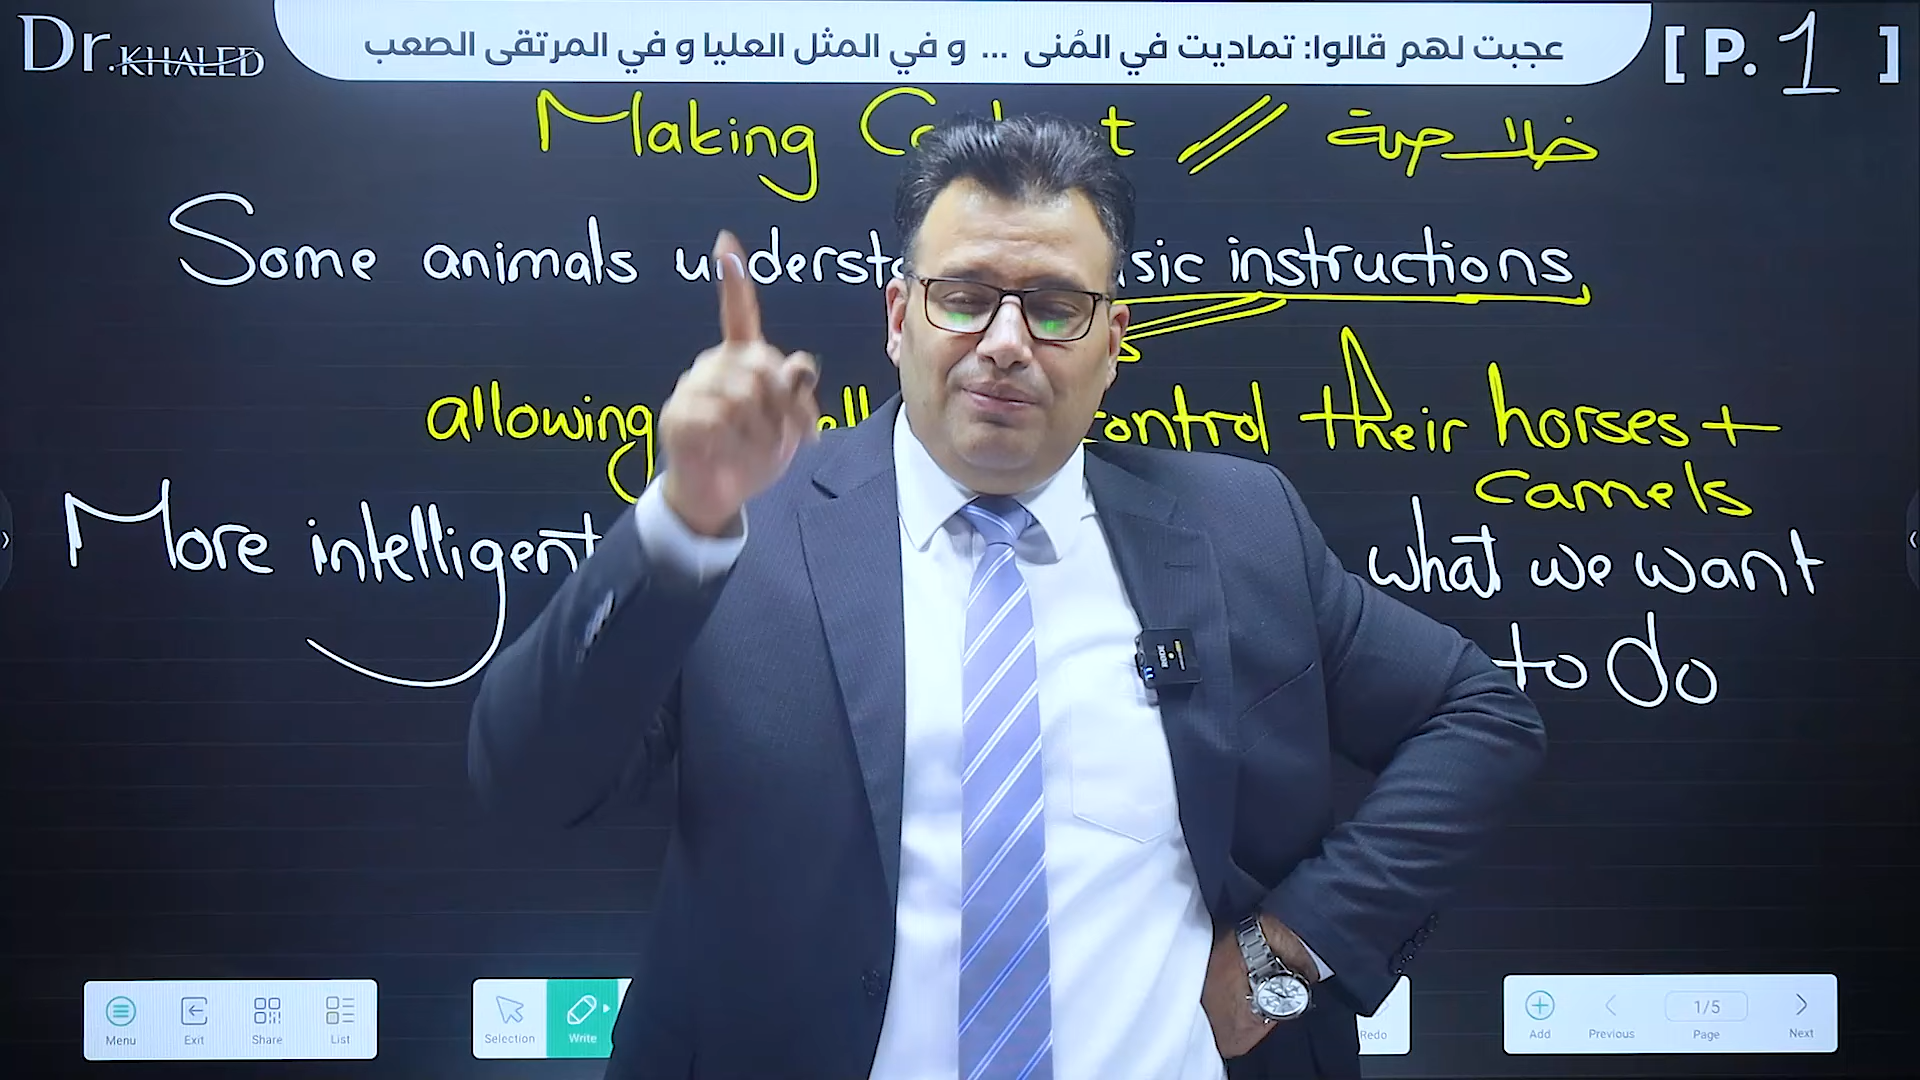 Dr. KHALED
عجبت لهم قالوا: تماديت في المُنى ... و في المثل العليا و في المرتقى الصعب
[ P. 1 ]
Making t // خلاصة
Some animals instructions
allowing control their horses +
camels
More intelligent what we want
to do
Menu Exit Share List
Selection Write
Redo
Add Previous 1/5 Page Next